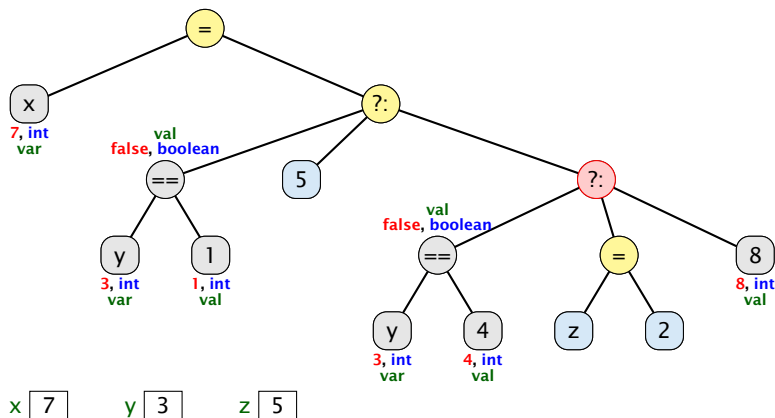 =
x
7, int
var
?:
val
false, boolean
==
5
?:
y
3, int
var
1
1, int
val
val
false, boolean
==
=
8
8, int
val
y
3, int
var
4
4, int
val
z
2
x 7 y 3 z 5